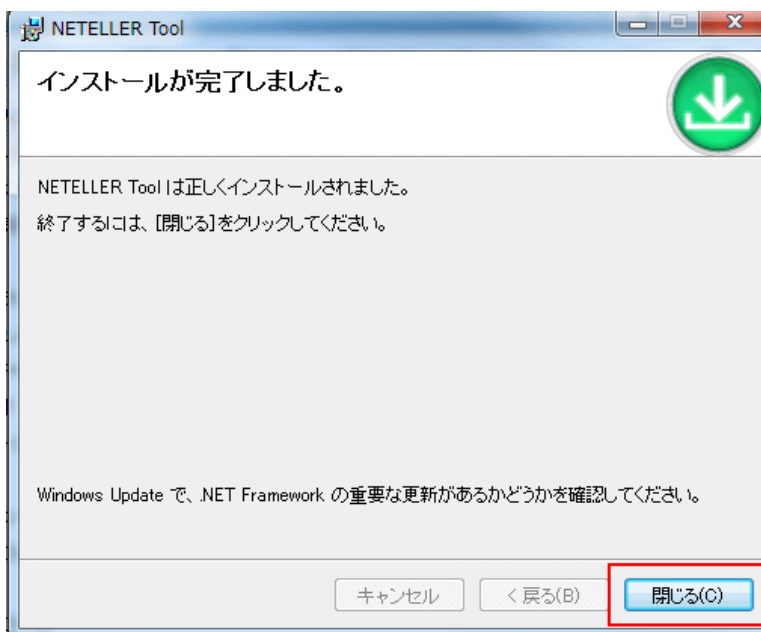 NETELLER Tool
インストールが完了しました。
NETELLER Tool は正しくインストールされました。
終了するには、[閉じる]をクリックしてください。
Windows Update で、.NET Framework の重要な更新があるかどうかを確認してください。
キャンセル
< 戻る(B)
閉じる(C)